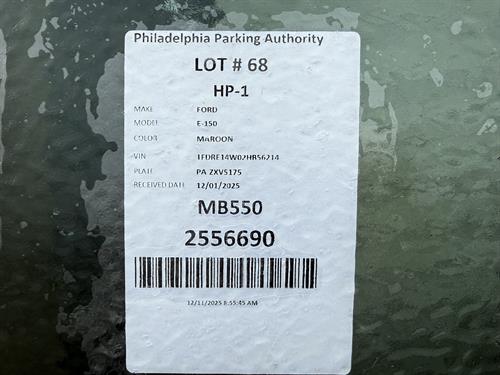 Philadelphia Parking Authority
LOT # 68
HP-1
MAKE FORD
MODEL E-150
COLOR MAROON
VIN 1FDRE14W02HB56214
PLATE PA ZXV5175
RECEIVED DATE 12/01/2025
MB550
2556690
12/11/2025 8:55:45 AM